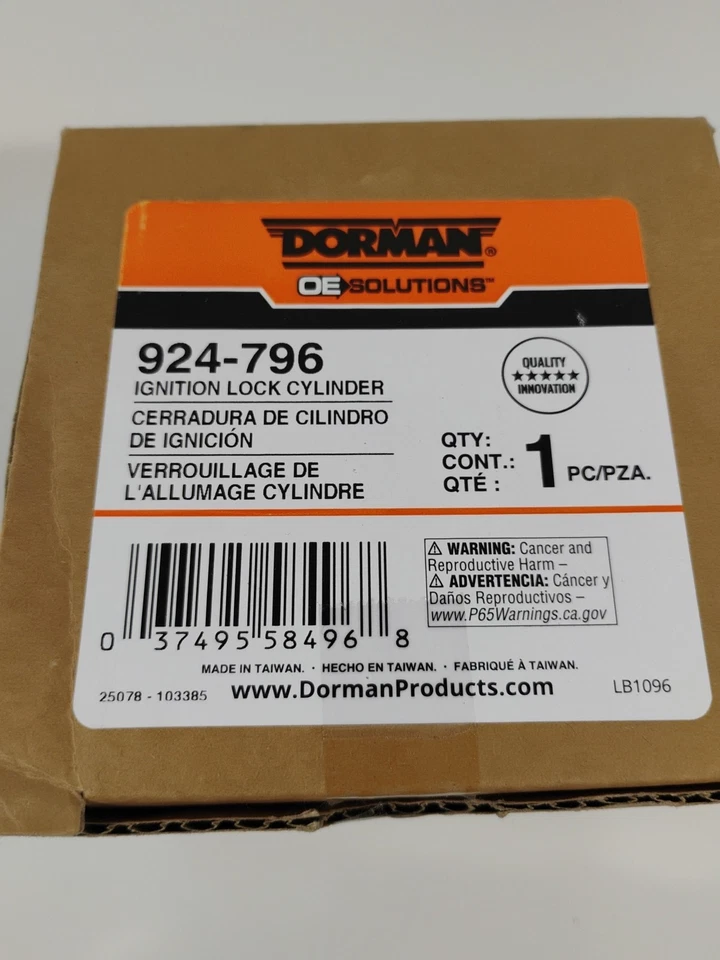 DORMAN®
OE SOLUTIONS™
924-796
IGNITION LOCK CYLINDER
CERRADURA DE CILINDRO
DE IGNICIÓN
VERROUILLAGE DE
L'ALLUMAGE CYLINDRE
QUALITY
★★★★★
INNOVATION
QTY:
CONT.:
QTÉ :
1 PC/PZA.
⚠ WARNING: Cancer and
Reproductive Harm –
⚠ ADVERTENCIA: Cáncer y
Daños Reproductivos –
www.P65Warnings.ca.gov
0 37495 58496 8
MADE IN TAIWAN. · HECHO EN TAIWAN. · FABRIQUÉ À TAIWAN.
25078 - 103385 www.DormanProducts.com LB1096